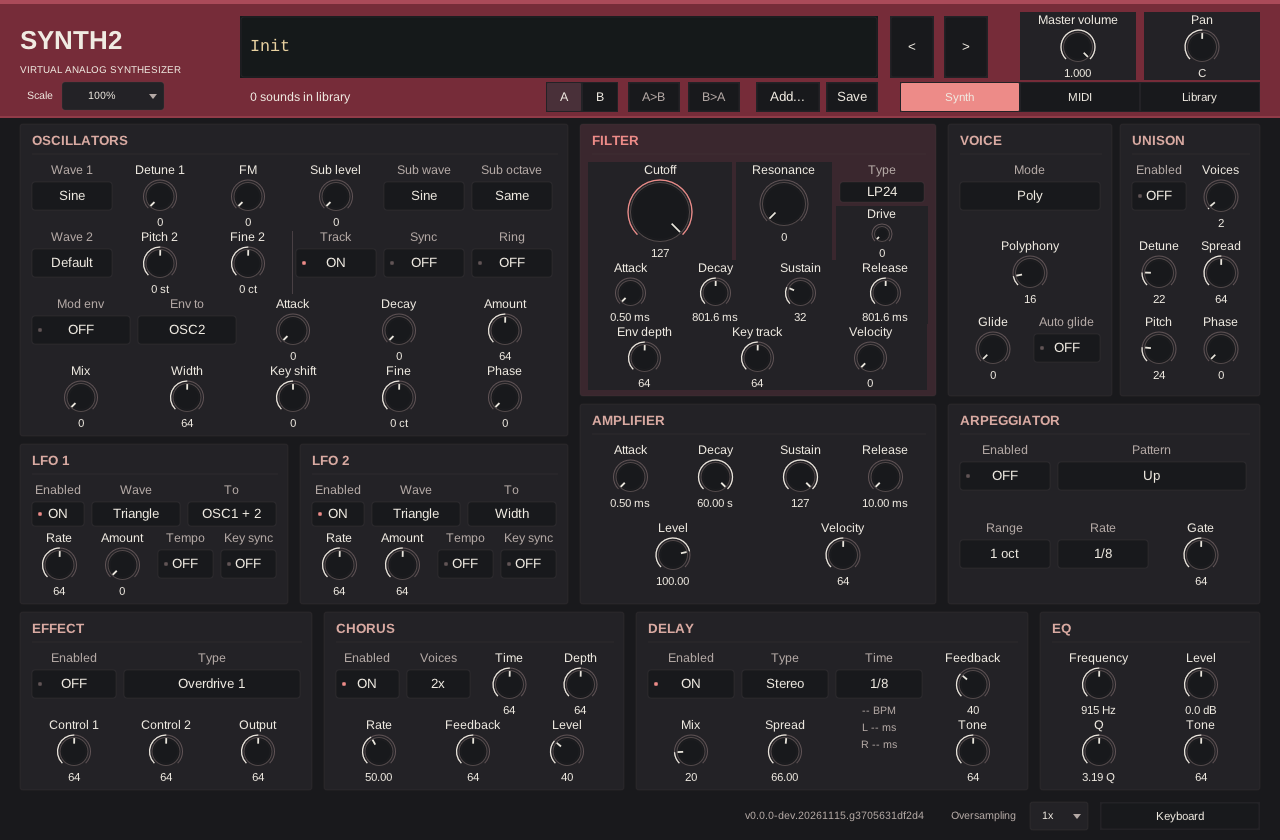 SYNTH2
VIRTUAL ANALOG SYNTHESIZER
Scale 100%
Init
0 sounds in library
A B A>B B>A Add... Save
< >
Master volume 1.000
Pan C
Synth MIDI Library
OSCILLATORS
Wave 1 Detune 1 FM Sub level Sub wave Sub octave
Sine 0 0 0 Sine Same
Wave 2 Pitch 2 Fine 2 Track Sync Ring
Default 0 st 0 ct ON OFF OFF
Mod env Env to Attack Decay Amount
OFF OSC2 0 0 64
Mix Width Key shift Fine Phase
0 64 0 0 ct 0
FILTER
Cutoff Resonance Type
127 0 LP24
Drive
0
Attack Decay Sustain Release
0.50 ms 801.6 ms 32 801.6 ms
Env depth Key track Velocity
64 64 0
VOICE
Mode
Poly
Polyphony
16
Glide Auto glide
0 OFF
UNISON
Enabled Voices
OFF 2
Detune Spread
22 64
Pitch Phase
24 0
LFO 1
Enabled Wave To
ON Triangle OSC1 + 2
Rate Amount Tempo Key sync
64 0 OFF OFF
LFO 2
Enabled Wave To
ON Triangle Width
Rate Amount Tempo Key sync
64 64 OFF OFF
AMPLIFIER
Attack Decay Sustain Release
0.50 ms 60.00 s 127 10.00 ms
Level Velocity
100.00 64
ARPEGGIATOR
Enabled Pattern
OFF Up
Range Rate Gate
1 oct 1/8 64
EFFECT
Enabled Type
OFF Overdrive 1
Control 1 Control 2 Output
64 64 64
CHORUS
Enabled Voices Time Depth
ON 2x 64 64
Rate Feedback Level
50.00 64 40
DELAY
Enabled Type Time Feedback
ON Stereo 1/8 40
-- BPM
L -- ms
R -- ms
Mix Spread Tone
20 66.00 64
EQ
Frequency Level
915 Hz 0.0 dB
Q Tone
3.19 Q 64
v0.0.0-dev.20261115.g3705631df2d4 Oversampling 1x Keyboard